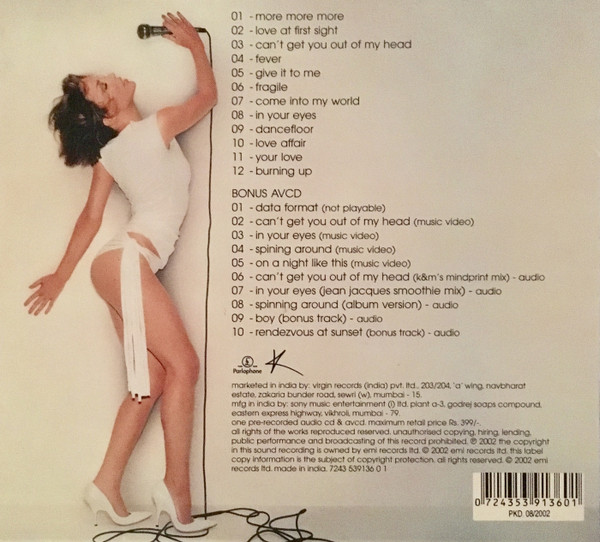 01 - more more more
02 - love at first sight
03 - can't get you out of my head
04 - fever
05 - give it to me
06 - fragile
07 - come into my world
08 - in your eyes
09 - dancefloor
10 - love affair
11 - your love
12 - burning up
BONUS AVCD
01 - data format (not playable)
02 - can't get you out of my head (music video)
03 - in your eyes (music video)
04 - spining around (music video)
05 - on a night like this (music video)
06 - can't get you out of my head (k&m's mindprint mix) - audio
07 - in your eyes (jean jacques smoothie mix) - audio
08 - spinning around (album version) - audio
09 - boy (bonus track) - audio
10 - rendezvous at sunset (bonus track) - audio
Parlophone
marketed in india by: virgin records (india) pvt. ltd., 203/204, 'a' wing, navbharat
estate, zakaria bunder road, sewri (w), mumbai - 15.
mfg in india by: sony music entertainment (i) ltd. plant a-3, godrej soaps compound,
eastern express highway, vikhroli, mumbai - 79.
one pre-recorded audio cd & avcd. maximum retail price Rs. 399/-.
all rights of the works reproduced reserved. unauthorised copying, hiring, lending,
public performance and broadcasting of this record prohibited. ℗ 2002 the copyright
in this sound recording is owned by emi records ltd. © 2002 emi records ltd. this label
copy information is the subject of copyright protection. all rights reserved. © 2002 emi
records ltd. made in india. 7243 539136 0 1
0 724353 913601
PKD. 08/2002